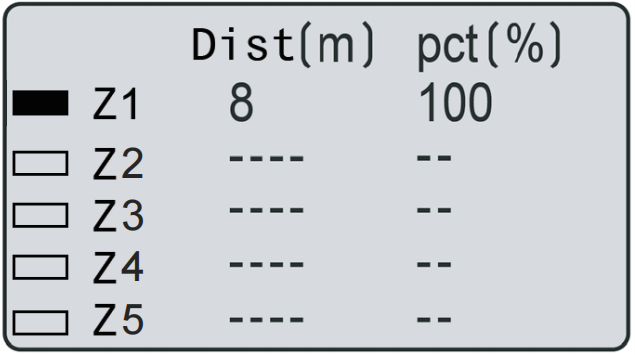 Dist(m) pct(%)
Z1 8 100
Z2 ---- --
Z3 ---- --
Z4 ---- --
Z5 ---- --